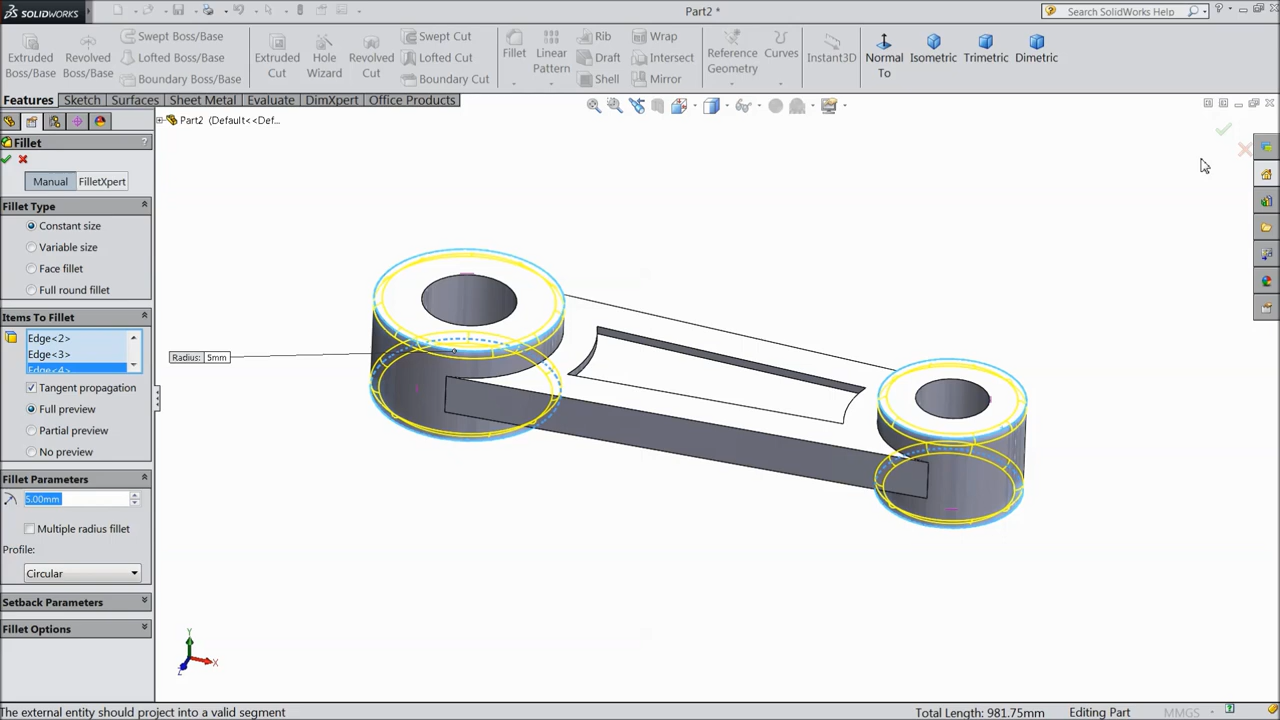 SOLIDWORKS
Part2 *
Search SolidWorks Help
Extruded Boss/Base
Revolved Boss/Base
Swept Boss/Base
Lofted Boss/Base
Boundary Boss/Base
Extruded Cut
Hole Wizard
Revolved Cut
Swept Cut
Lofted Cut
Boundary Cut
Fillet
Linear Pattern
Rib
Draft
Shell
Wrap
Intersect
Mirror
Reference Geometry
Curves
Instant3D
Normal To
Isometric
Trimetric
Dimetric
Features Sketch Surfaces Sheet Metal Evaluate DimXpert Office Products
Part2 (Default<<Def...
Fillet ?
Manual FilletXpert
Fillet Type
Constant size
Variable size
Face fillet
Full round fillet
Items To Fillet
Edge<2>
Edge<3>
Edge<4>
Tangent propagation
Full preview
Partial preview
No preview
Fillet Parameters
5.00mm
Multiple radius fillet
Profile:
Circular
Setback Parameters
Fillet Options
Radius: 5mm
Y
X
Z
The external entity should project into a valid segment
Total Length: 981.75mm
Editing Part
MMGS